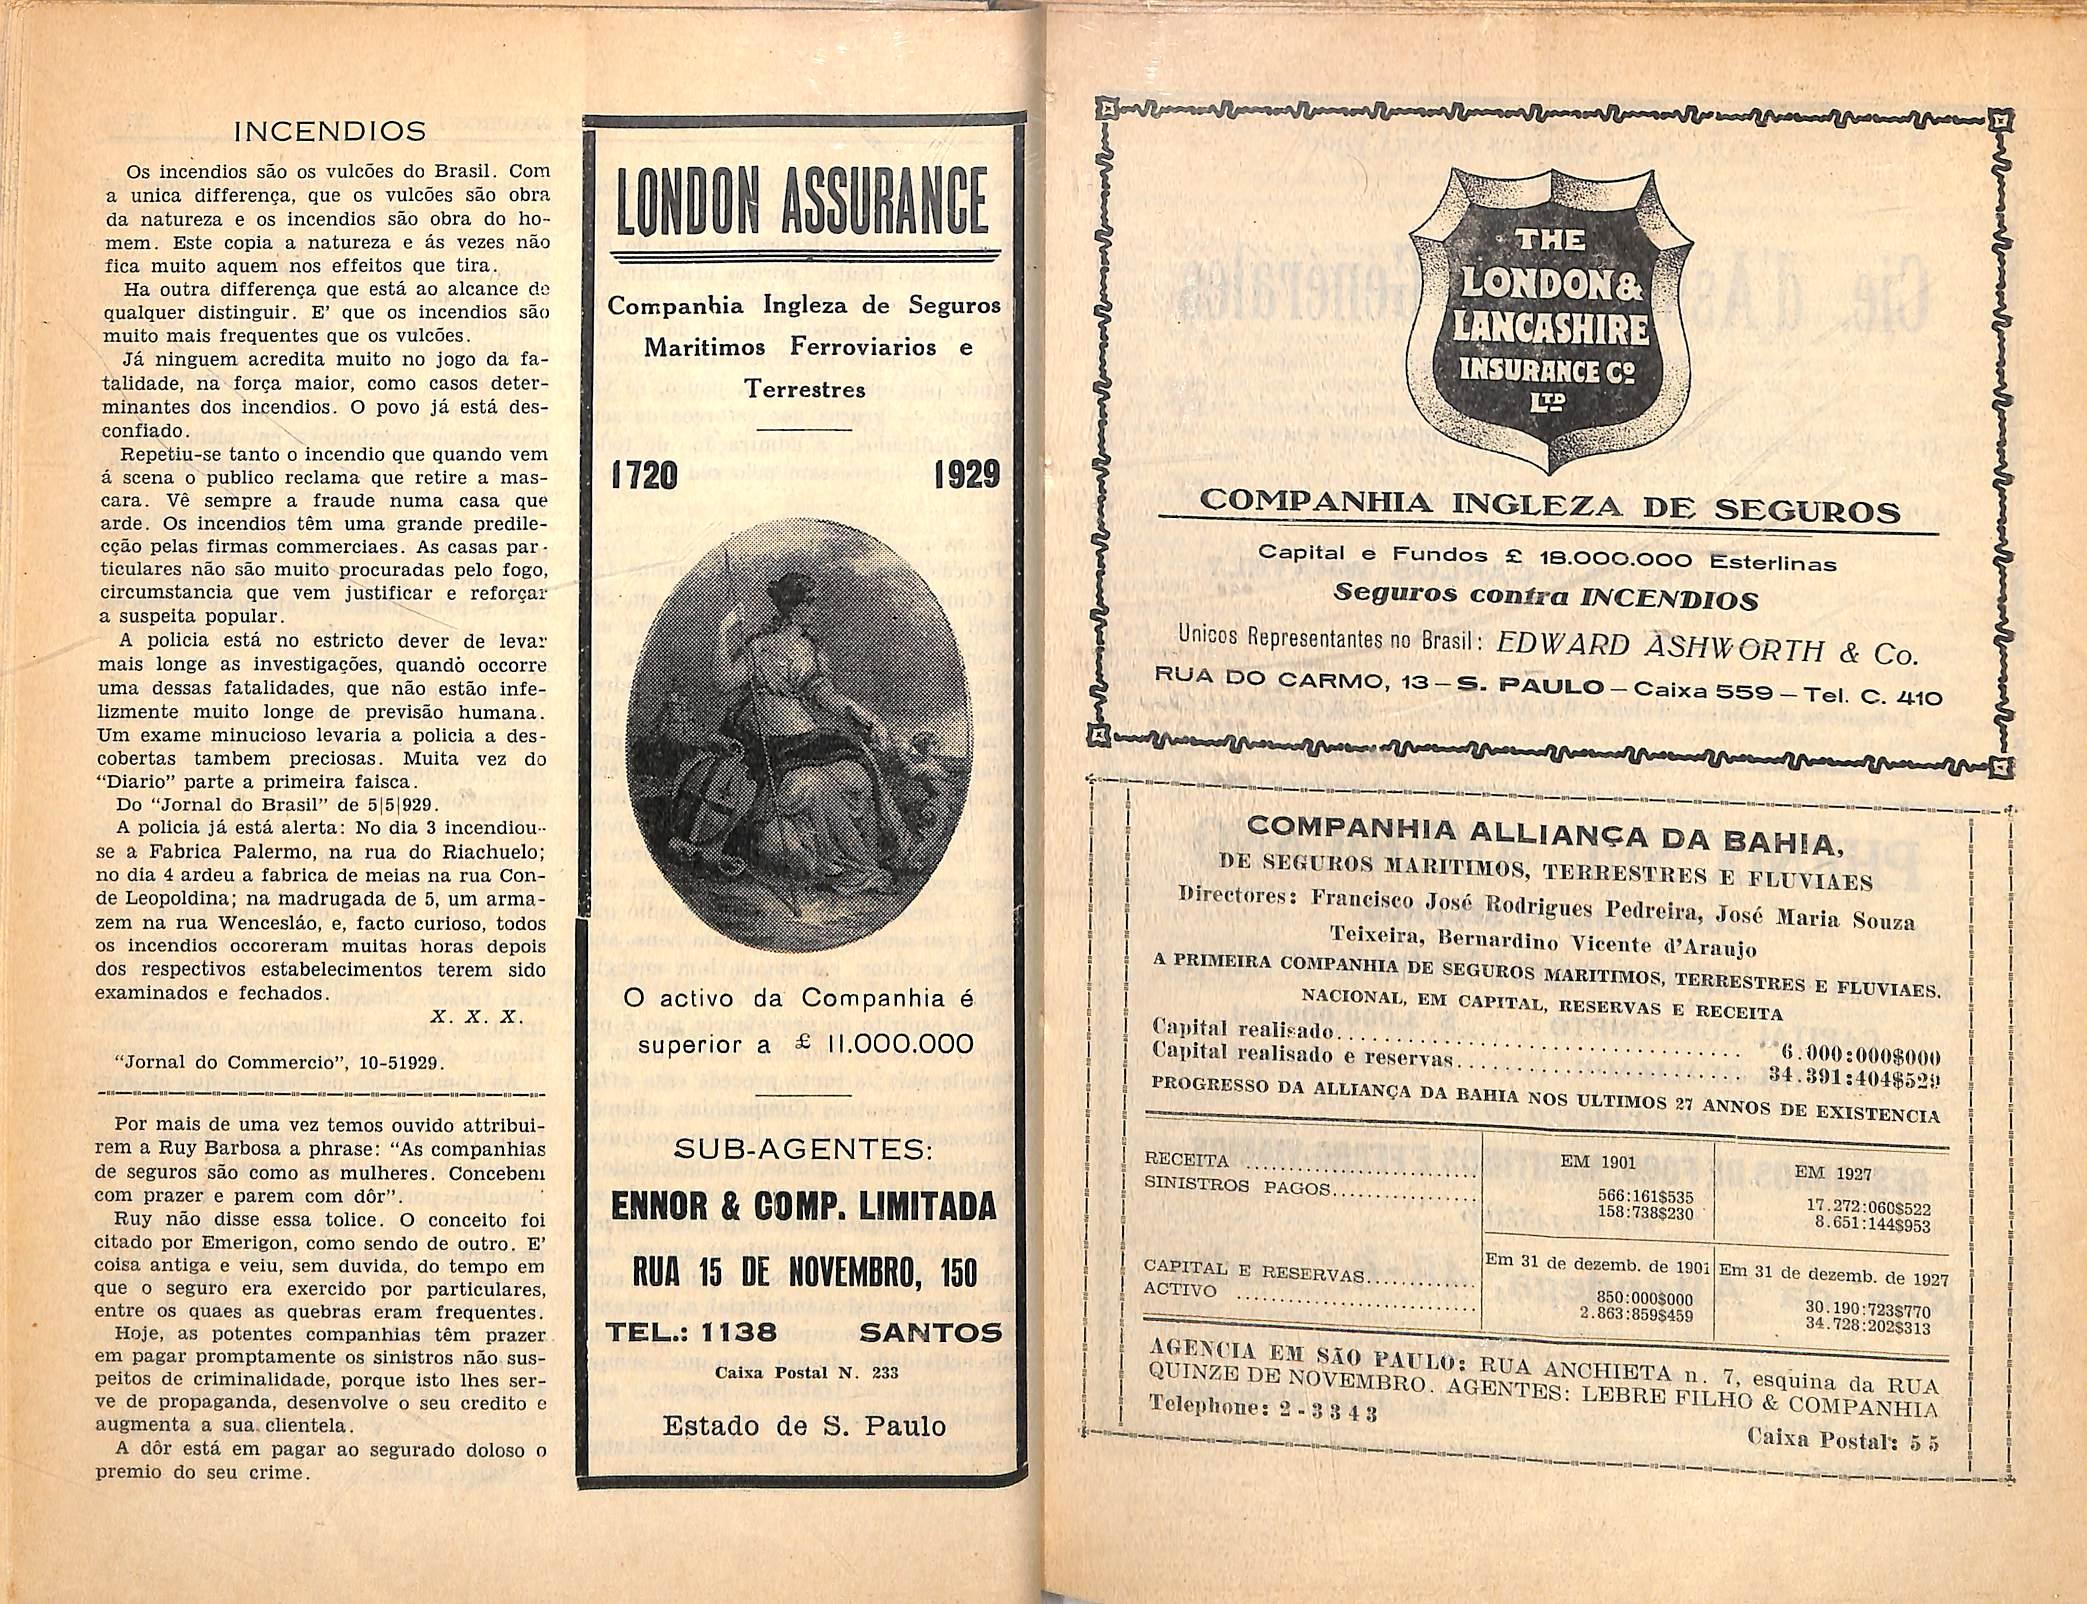 INCENDIOS
Os incendios são os vulcões do Brasil. Com
a unica differença, que os vulcões são obra
da natureza e os incendios são obra do ho-
mem. Este copia a natureza e ás vezes não
fica muito aquem nos effeitos que tira.
Ha outra differença que está ao alcance de
qualquer distinguir. E' que os incendios são
muito mais frequentes que os vulcões.
Já ninguem acredita muito no jogo da fa-
talidade, na força maior, como casos deter-
minantes dos incendios. O povo já está des-
confiado.
Repetiu-se tanto o incendio que quando vem
á scena o publico reclama que retire a mas-
cara. Vê sempre a fraude numa casa que
arde. Os incendios têm uma grande predile-
cção pelas firmas commerciaes. As casas par-
ticulares não são muito procuradas pelo fogo,
circumstancia que vem justificar e reforçar
a suspeita popular.
A policia está no estricto dever de levar
mais longe as investigações, quando occorre
uma dessas fatalidades, que não estão infe-
lizmente muito longe de previsão humana.
Um exame minucioso levaria a policia a des-
cobertas tambem preciosas. Muita vez do
"Diario" parte a primeira faisca.
Do "Jornal do Brasil" de 5|5|929.
A policia já está alerta: No dia 3 incendiou-
se a Fabrica Palermo, na rua do Riachuelo;
no dia 4 ardeu a fabrica de meias na rua Con-
de Leopoldina; na madrugada de 5, um arma-
zem na rua Wencesláo, e, facto curioso, todos
os incendios occoreram muitas horas depois
dos respectivos estabelecimentos terem sido
examinados e fechados.
X. X. X.
"Jornal do Commercio", 10-51929.
Por mais de uma vez temos ouvido attribui-
rem a Ruy Barbosa a phrase: "As companhias
de seguros são como as mulheres. Concebem
com prazer e parem com dôr".
Ruy não disse essa tolice. O conceito foi
citado por Emerigon, como sendo de outro. E'
coisa antiga e veiu, sem duvida, do tempo em
que o seguro era exercido por particulares,
entre os quaes as quebras eram frequentes.
Hoje, as potentes companhias têm prazer
em pagar promptamente os sinistros não sus-
peitos de criminalidade, porque isto lhes ser-
ve de propaganda, desenvolve o seu credito e
augmenta a sua clientela.
A dôr está em pagar ao segurado doloso o
premio do seu crime.
LONDON ASSURANCE
Companhia Ingleza de Seguros
Maritimos Ferroviarios e
Terrestres
1720 1929
O activo da Companhia é
superior a £ 11.000.000
SUB-AGENTES:
ENNOR & COMP. LIMITADA
RUA 15 DE NOVEMBRO, 150
TEL.: 1138 SANTOS
Caixa Postal N. 233
Estado de S. Paulo
THE
LONDON &
LANCASHIRE
INSURANCE Cº
LTD
COMPANHIA INGLEZA DE SEGUROS
Capital e Fundos £ 18.000.000 Esterlinas
Seguros contra INCENDIOS
Unicos Representantes no Brasil: EDWARD ASHWORTH & Co.
RUA DO CARMO, 13 — S. PAULO — Caixa 559 — Tel. C. 410
COMPANHIA ALLIANÇA DA BAHIA,
DE SEGUROS MARITIMOS, TERRESTRES E FLUVIAES
Directores: Francisco José Rodrigues Pedreira, José Maria Souza
Teixeira, Bernardino Vicente d'Araujo
A PRIMEIRA COMPANHIA DE SEGUROS MARITIMOS, TERRESTRES E FLUVIAES.
NACIONAL, EM CAPITAL, RESERVAS E RECEITA
Capital realisado........ 6.000:000$000
Capital realisado e reservas........ 34.391:404$529
PROGRESSO DA ALLIANÇA DA BAHIA NOS ULTIMOS 27 ANNOS DE EXISTENCIA
EM 1901 EM 1927
RECEITA ........ 566:161$535 17.272:060$522
SINISTROS PAGOS........ 158:738$230 8.651:144$953
Em 31 de dezemb. de 1901 Em 31 de dezemb. de 1927
CAPITAL E RESERVAS........ 850:000$000 30.190:723$770
ACTIVO ........ 2.863:859$459 34.728:202$313
AGENCIA EM SÃO PAULO: RUA ANCHIETA n. 7, esquina da RUA
QUINZE DE NOVEMBRO. AGENTES: LEBRE FILHO & COMPANHIA
Telephone: 2-3343
Caixa Postal: 55